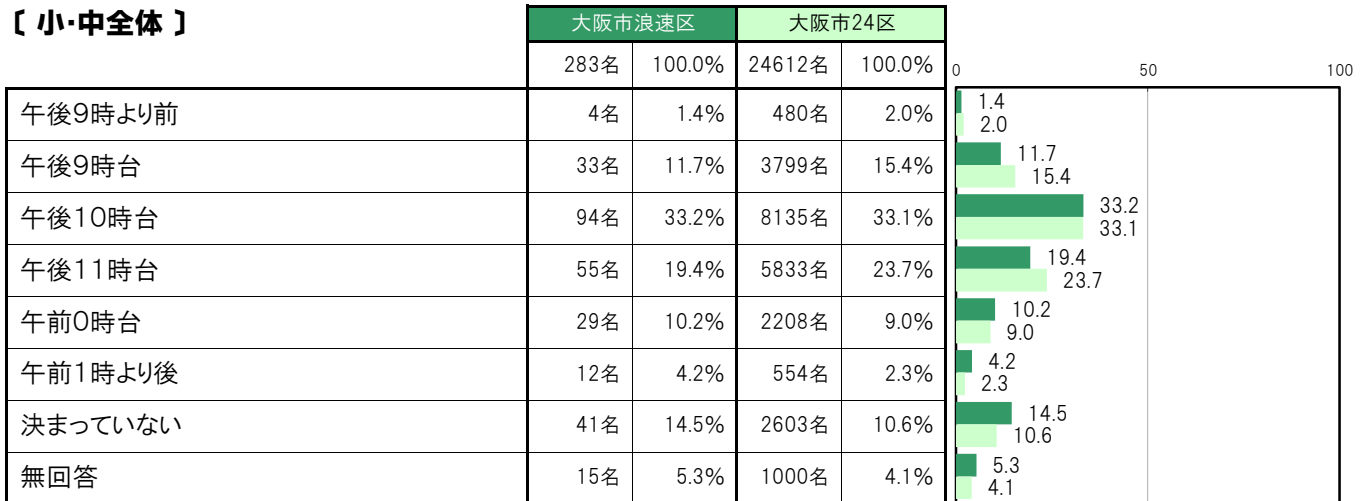 〔 小・中全体 〕
大阪市浪速区 大阪市24区
283名 100.0% 24612名 100.0%
0 50 100
午後9時より前 4名 1.4% 480名 2.0% 1.4
2.0
午後9時台 33名 11.7% 3799名 15.4% 11.7
15.4
午後10時台 94名 33.2% 8135名 33.1% 33.2
33.1
午後11時台 55名 19.4% 5833名 23.7% 19.4
23.7
午前0時台 29名 10.2% 2208名 9.0% 10.2
9.0
午前1時より後 12名 4.2% 554名 2.3% 4.2
2.3
決まっていない 41名 14.5% 2603名 10.6% 14.5
10.6
無回答 15名 5.3% 1000名 4.1% 5.3
4.1